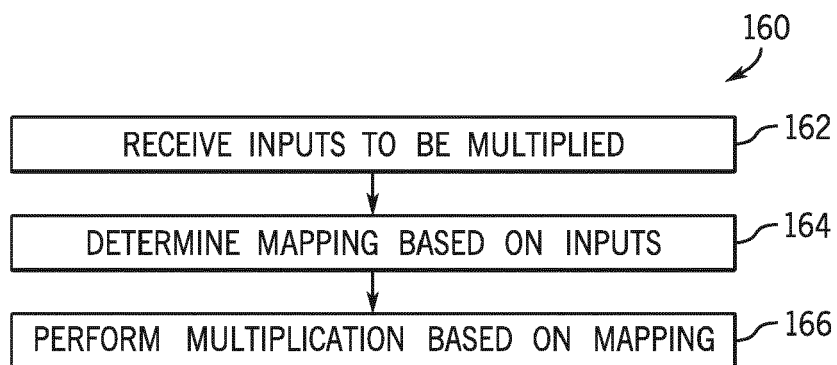 160
RECEIVE INPUTS TO BE MULTIPLIED
162
DETERMINE MAPPING BASED ON INPUTS
164
PERFORM MULTIPLICATION BASED ON MAPPING
166